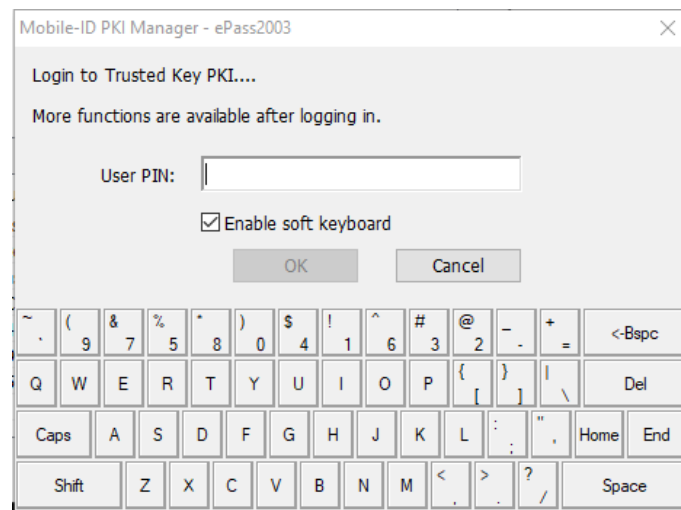 Mobile-ID PKI Manager - ePass2003
Login to Trusted Key PKI....
More functions are available after logging in.
User PIN:
Enable soft keyboard
OK Cancel
~ ` ( 9 & 7 % 5 * 8 ) 0 $ 4 ! 1 ^ 6 # 3 @ 2 _ - + = <-Bspc
Q W E R T Y U I O P { [ } ] | \ Del
Caps A S D F G H J K L : ; " ' Home End
Shift Z X C V B N M < , > . ? / Space